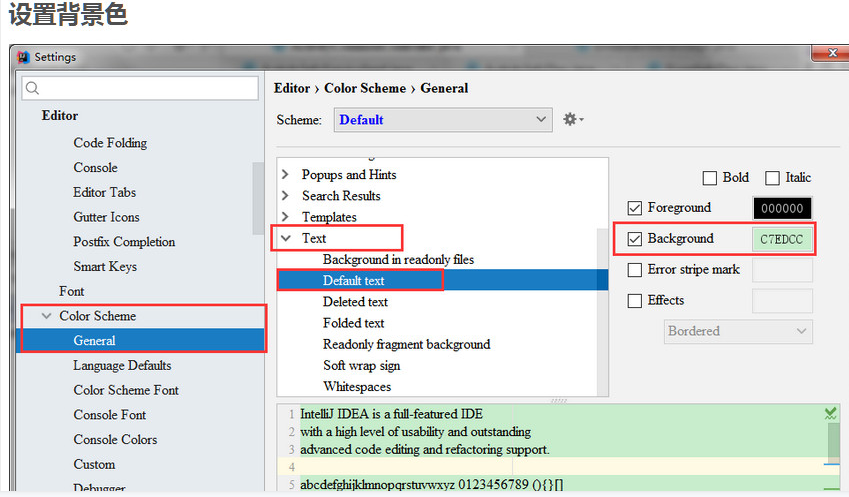 设置背景色
Settings
Editor
Code Folding
Console
Editor Tabs
Gutter Icons
Postfix Completion
Smart Keys
Font
Color Scheme
General
Language Defaults
Color Scheme Font
Console Font
Console Colors
Custom
Debugger
Editor › Color Scheme › General
Scheme: Default
Popups and Hints
Search Results
Templates
Text
Background in readonly files
Default text
Deleted text
Folded text
Readonly fragment background
Soft wrap sign
Whitespaces
Bold Italic
Foreground 000000
Background C7EDCC
Error stripe mark
Effects
Bordered
1 IntelliJ IDEA is a full-featured IDE
2 with a high level of usability and outstanding
3 advanced code editing and refactoring support.
4
5 abcdefghijklmnopqrstuvwxyz 0123456789 (){}[]